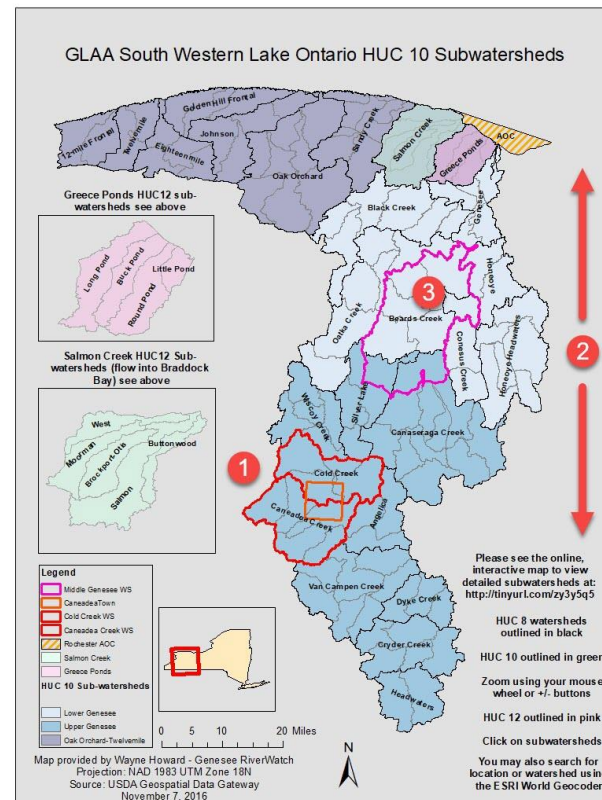 GLAA South Western Lake Ontario HUC 10 Subwatersheds
12-mile Frontal
Twelvemile
Golden Hill Frontal
Eighteenmile
Johnson
Oak Orchard
Sandy Creek
Salmon Creek
Greece Ponds
AOC
Black Creek
Genesee
Honeoye
Oatka Creek
Beards Creek
Conesus Creek
Honeoye Headwaters
Silver Lake
Wiscoy Creek
Canaseraga Creek
Cold Creek
Caneadea Creek
Angelica
Van Campen Creek
Dyke Creek
Cryder Creek
Headwaters
1
2
3
Greece Ponds HUC12 sub-
watersheds see above
Long Pond
Buck Pond
Round Pond
Little Pond
Salmon Creek HUC12 Sub-
watersheds (flow into Braddock
Bay) see above
West
Moorman
Brockport-Otis
Buttonwood
Salmon
Legend
Middle Genesee WS
CaneadeaTown
Cold Creek WS
Caneadea Creek WS
Rochester AOC
Salmon Creek
Greece Ponds
HUC 10 Sub-watersheds
Lower Genesee
Upper Genesee
Oak Orchard-Twelvemile
0 5 10 20 Miles
N
Map provided by Wayne Howard - Genesee RiverWatch
Projection: NAD 1983 UTM Zone 18N
Source: USDA Geospatial Data Gateway
November 7, 2016
Please see the online,
interactive map to view
detailed subwatersheds at:
http://tinyurl.com/zy3y5q5
HUC 8 watersheds
outlined in black
HUC 10 outlined in green
Zoom using your mouse
wheel or +/- buttons
HUC 12 outlined in pink
Click on subwatersheds
You may also search for
location or watershed using
the ESRI World Geocoder